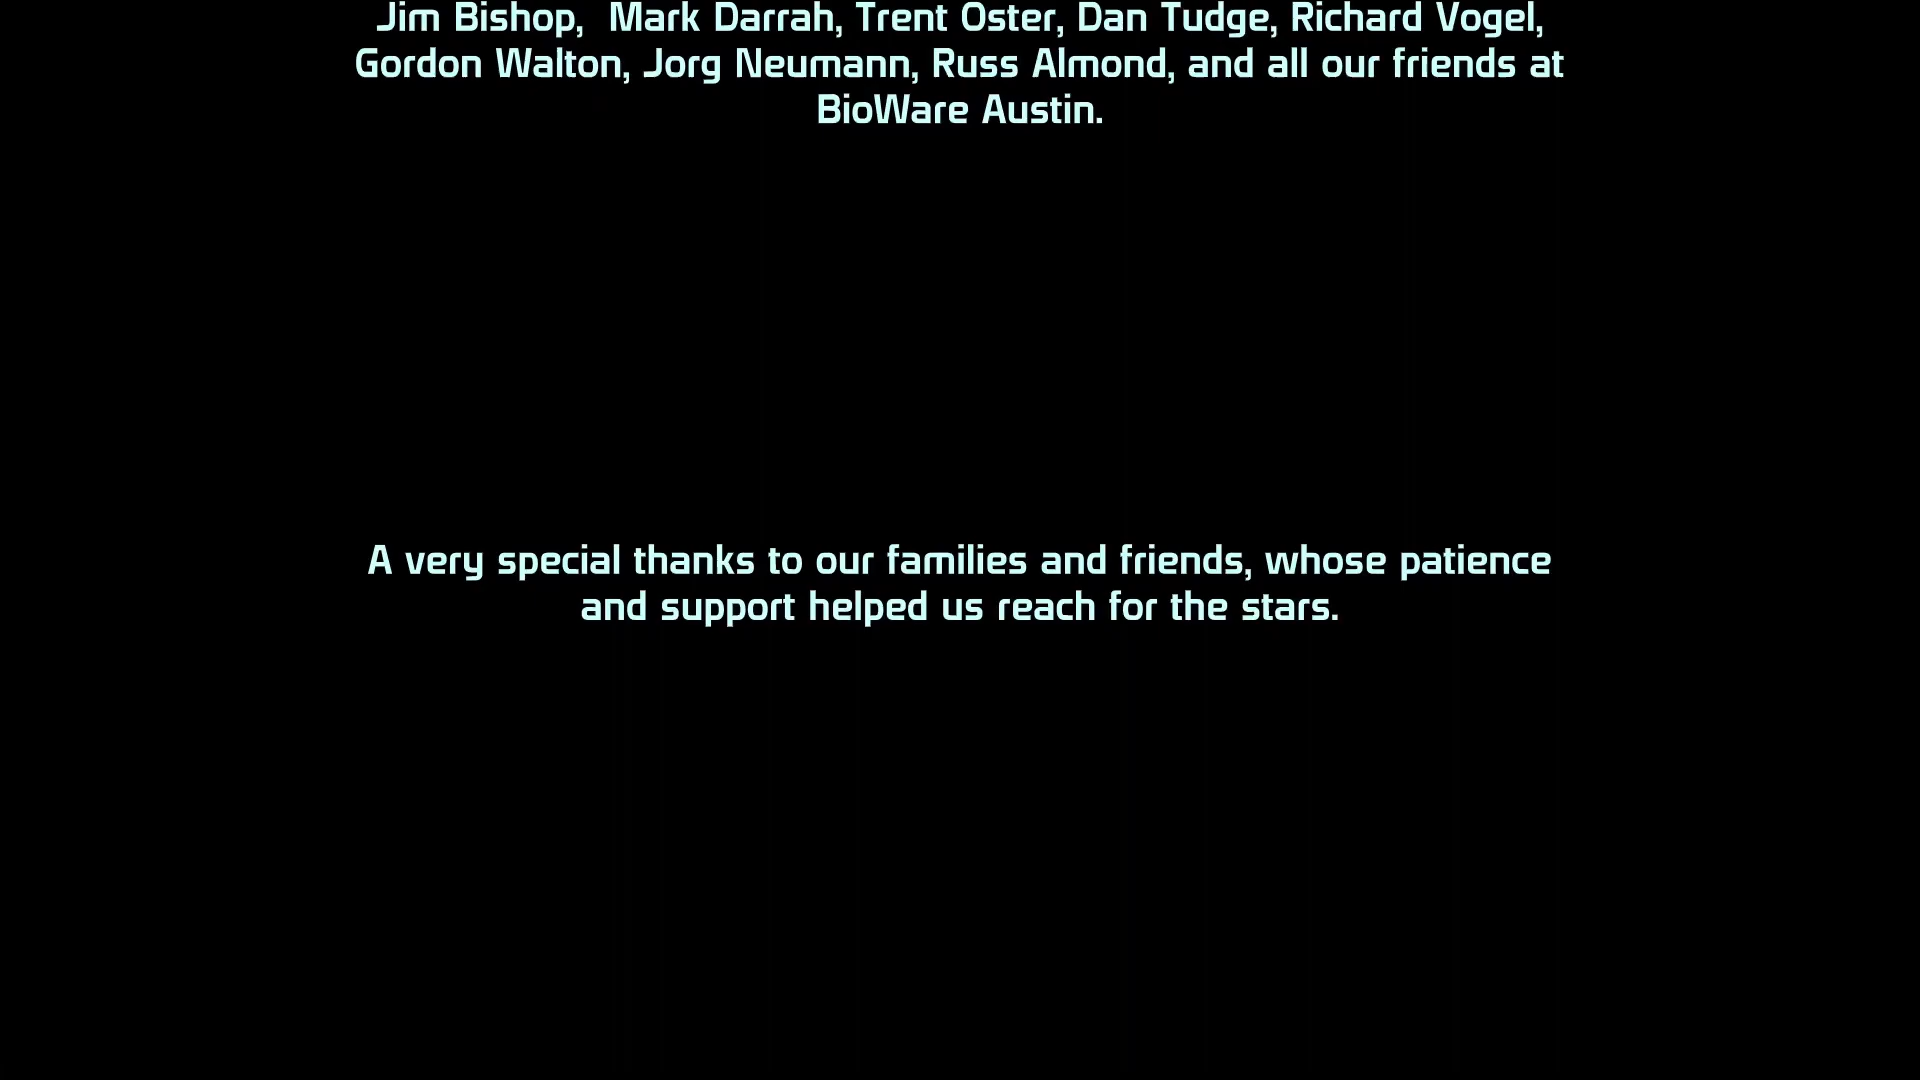 Jim Bishop,  Mark Darrah, Trent Oster, Dan Tudge, Richard Vogel,
Gordon Walton, Jorg Neumann, Russ Almond, and all our friends at
BioWare Austin.
A very special thanks to our families and friends, whose patience
and support helped us reach for the stars.